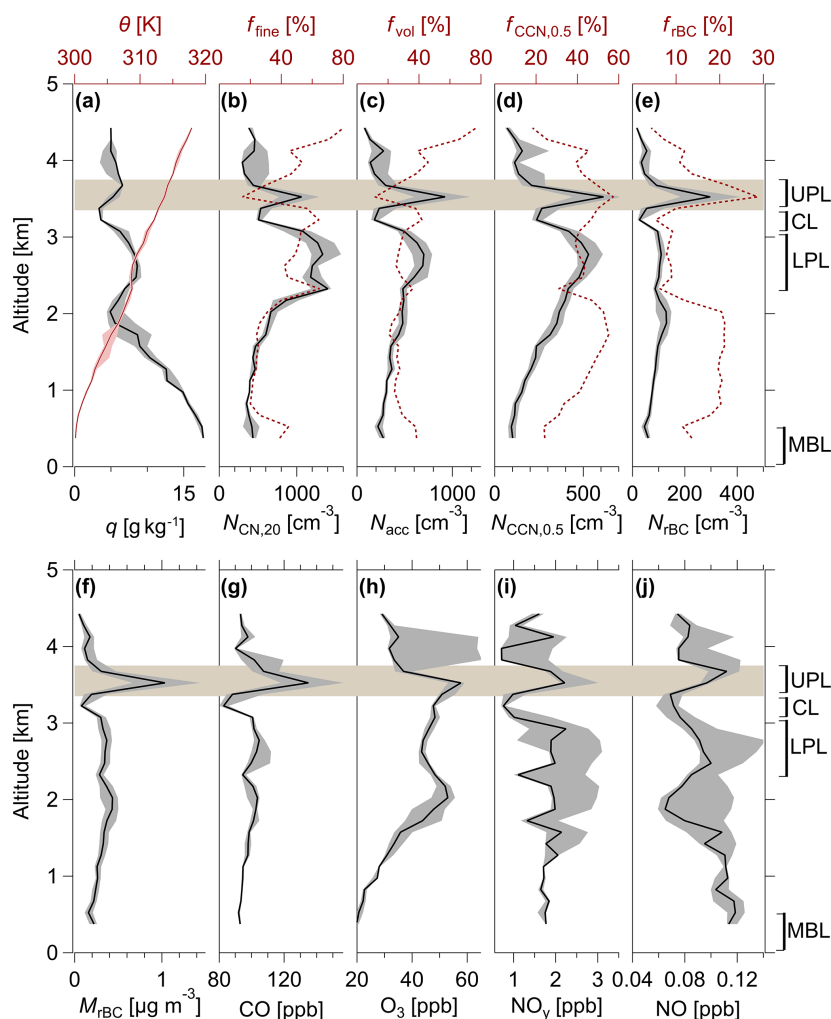 θ [K] f_fine [%] f_vol [%] f_CCN,0.5 [%] f_rBC [%]
300 310 320 40 80 40 80 20 40 60 10 20 30
5 (a) (b) (c) (d) (e)
4
UPL
CL
3
LPL
2
1
MBL
0
Altitude [km]
0 15 0 1000 0 1000 0 500 0 200 400
q [g kg⁻¹] N_CN,20 [cm⁻³] N_acc [cm⁻³] N_CCN,0.5 [cm⁻³] N_rBC [cm⁻³]
5 (f) (g) (h) (i) (j)
4
UPL
CL
3
LPL
2
1
MBL
0
Altitude [km]
0 1 80 120 20 40 60 1 2 3 0.04 0.08 0.12
M_rBC [µg m⁻³] CO [ppb] O₃ [ppb] NO_y [ppb] NO [ppb]